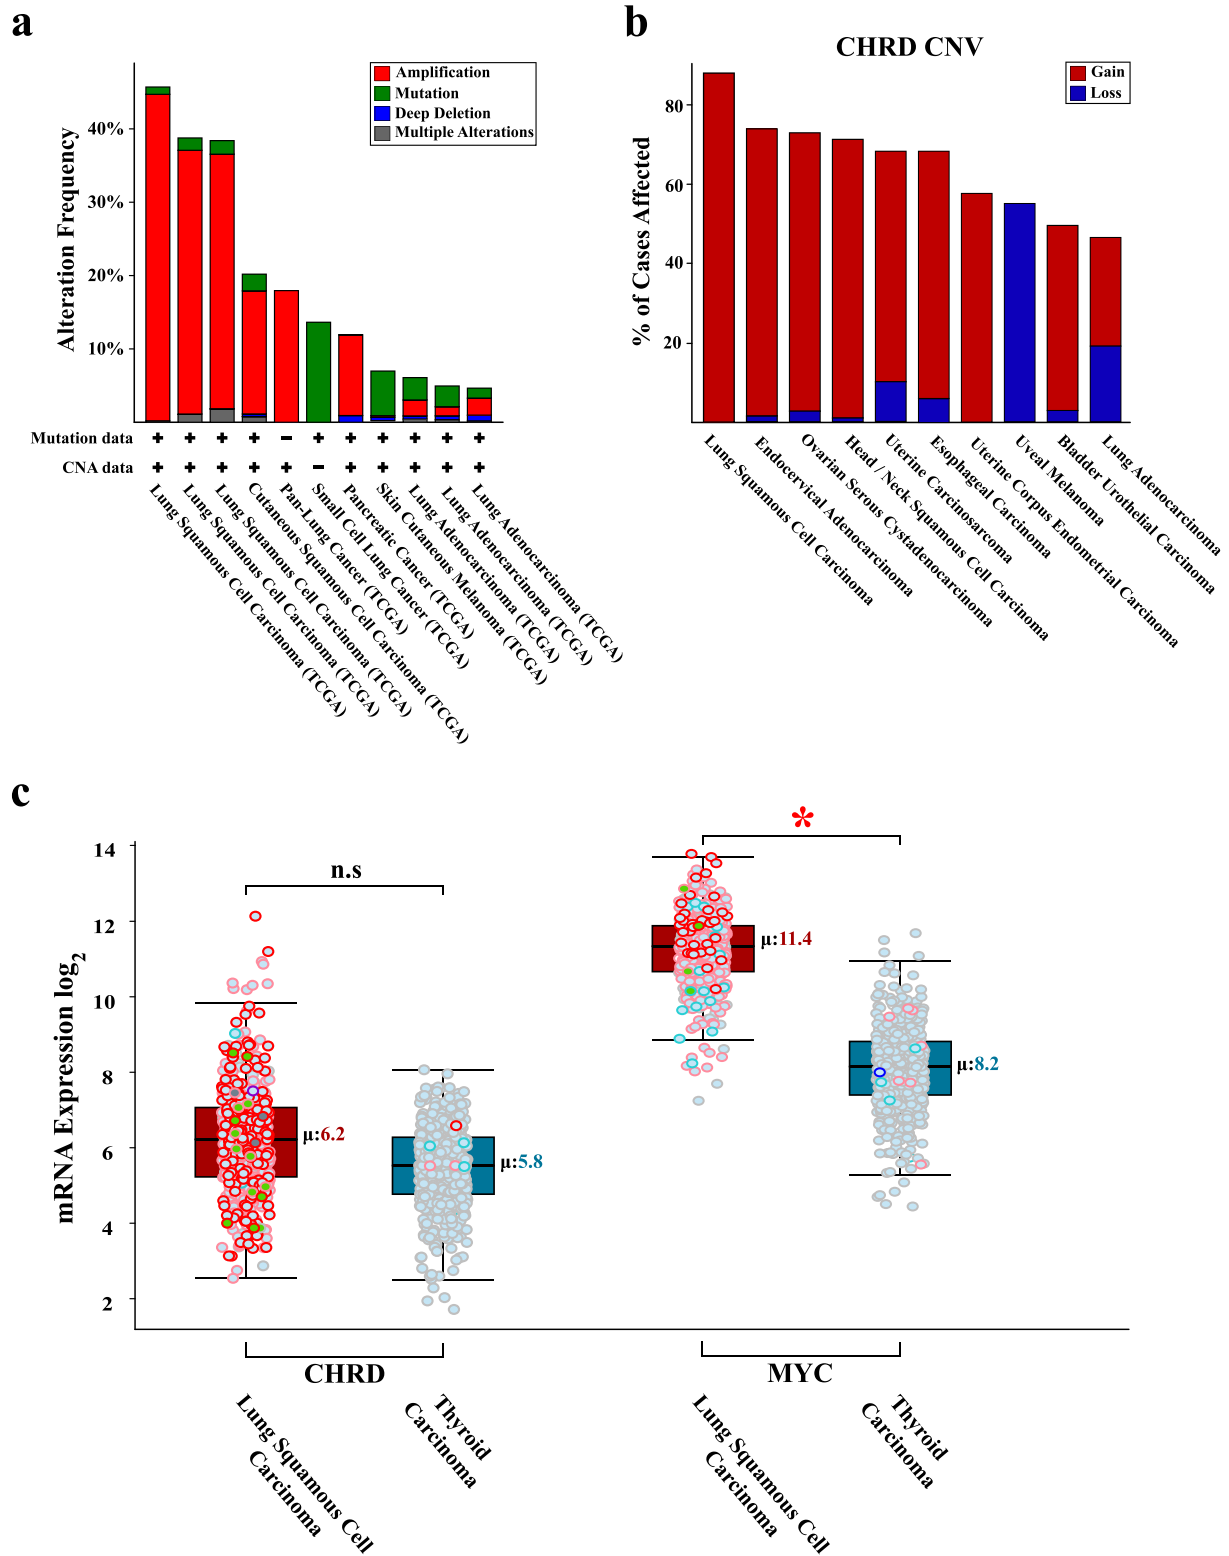 a
Alteration Frequency
40%
30%
20%
10%
Amplification
Mutation
Deep Deletion
Multiple Alterations
Mutation data + + + + - + + + + + +
CNA data + + + + + - + + + + +
Lung Squamous Cell Carcinoma (TCGA)
Lung Squamous Cell Carcinoma (TCGA)
Lung Squamous Cell Carcinoma (TCGA)
Cutaneous Squamous Cell Carcinoma (TCGA)
Pan-Lung Cancer (TCGA)
Small Cell Lung Cancer (TCGA)
Pancreatic Cancer (TCGA)
Skin Cutaneous Melanoma (TCGA)
Lung Adenocarcinoma (TCGA)
Lung Adenocarcinoma (TCGA)
Lung Adenocarcinoma (TCGA)
b
CHRD CNV
% of Cases Affected
80
60
40
20
Gain
Loss
Lung Squamous Cell Carcinoma
Endocervical Adenocarcinoma
Ovarian Serous Cystadenocarcinoma
Head / Neck Squamous Cell Carcinoma
Uterine Carcinosarcoma
Esophageal Carcinoma
Uterine Corpus Endometrial Carcinoma
Uveal Melanoma
Bladder Urothelial Carcinoma
Lung Adenocarcinoma
c
mRNA Expression log2
14
12
10
8
6
4
2
n.s
*
μ:6.2
μ:5.8
μ:11.4
μ:8.2
CHRD
MYC
Lung Squamous Cell
Carcinoma
Thyroid
Carcinoma
Lung Squamous Cell
Carcinoma
Thyroid
Carcinoma